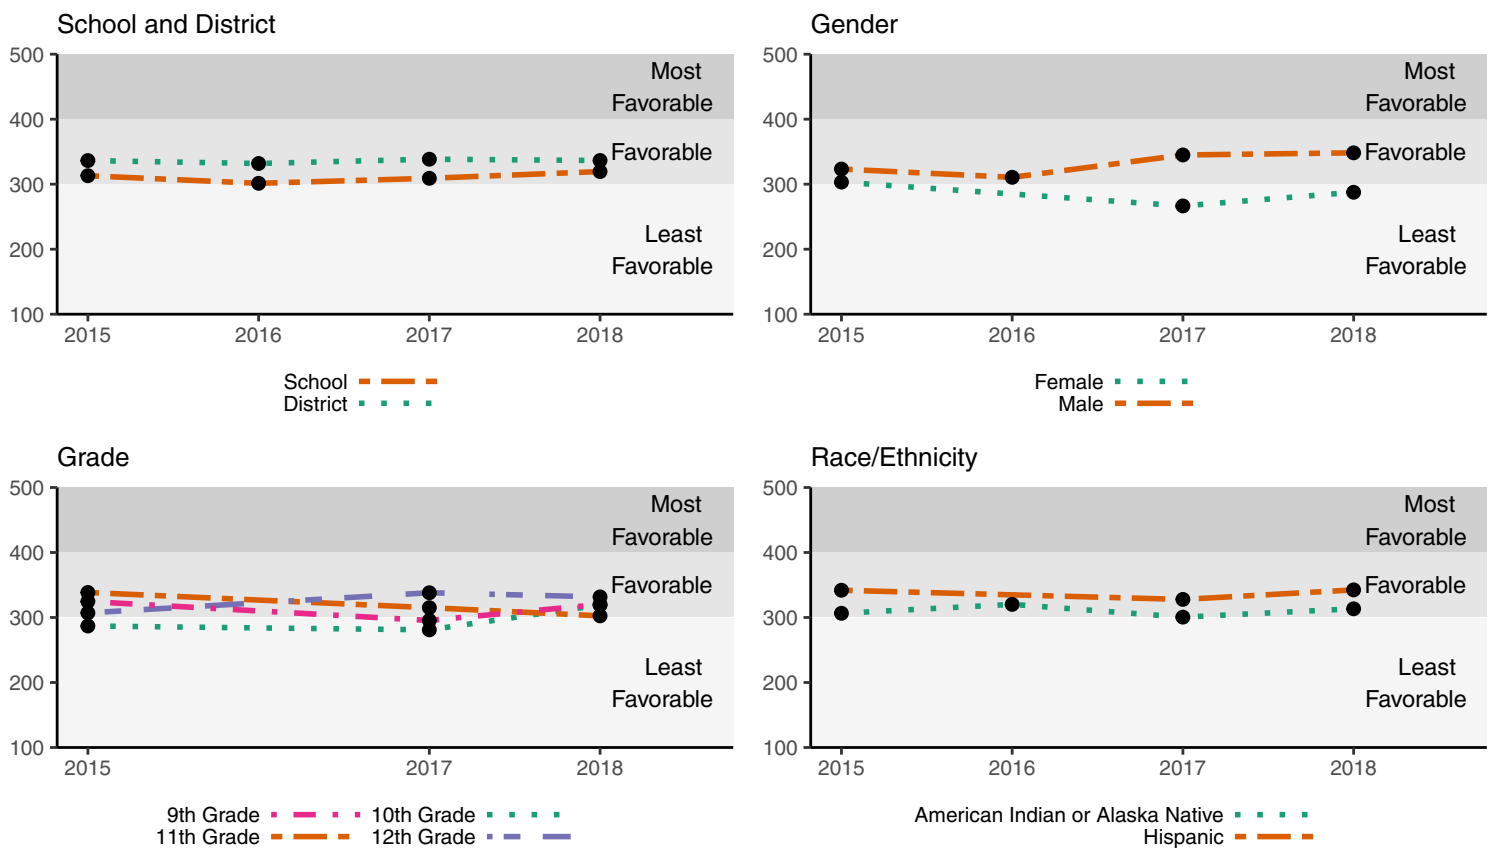 School and District
500
400
300
200
100
Most
Favorable
Favorable
Least
Favorable
2015 2016 2017 2018
School
District
Gender
500
400
300
200
100
Most
Favorable
Favorable
Least
Favorable
2015 2016 2017 2018
Female
Male
Grade
500
400
300
200
100
Most
Favorable
Favorable
Least
Favorable
2015 2017 2018
9th Grade 10th Grade
11th Grade 12th Grade
Race/Ethnicity
500
400
300
200
100
Most
Favorable
Favorable
Least
Favorable
2015 2016 2017 2018
American Indian or Alaska Native
Hispanic